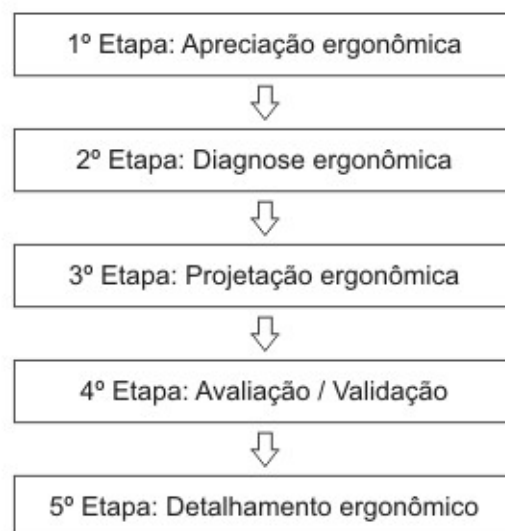 1º Etapa: Apreciação ergonômica
2º Etapa: Diagnose ergonômica
3º Etapa: Projetação ergonômica
4º Etapa: Avaliação / Validação
5º Etapa: Detalhamento ergonômico